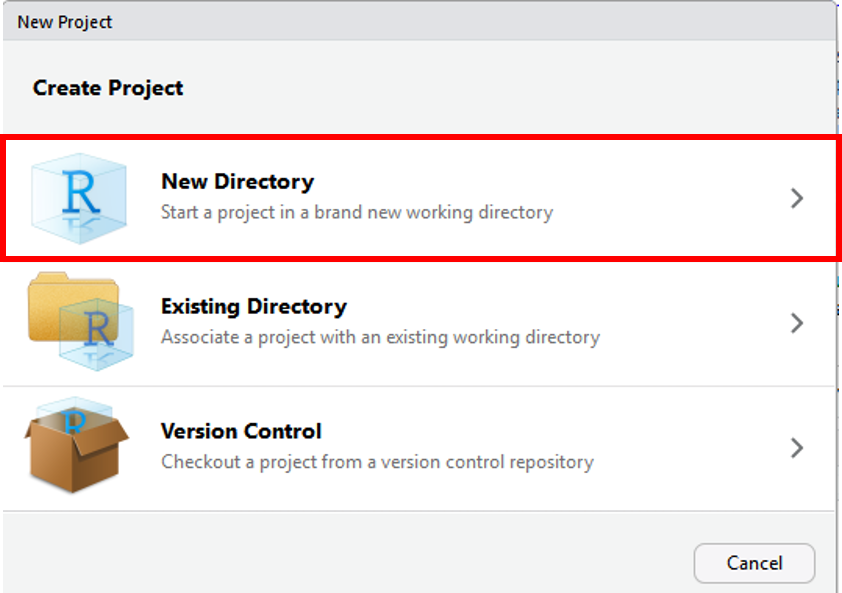 New Project
Create Project
R
New Directory
Start a project in a brand new working directory
R
Existing Directory
Associate a project with an existing working directory
R
Version Control
Checkout a project from a version control repository
Cancel